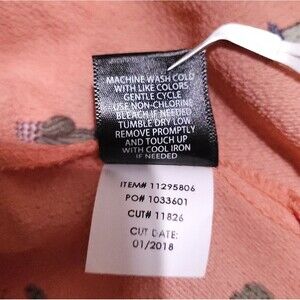 MACHINE WASH COLD
WITH LIKE COLORS
GENTLE CYCLE
USE NON-CHLORINE
BLEACH IF NEEDED
TUMBLE DRY LOW
REMOVE PROMPTLY
AND TOUCH UP
WITH COOL IRON
IF NEEDED
ITEM# 11295806
PO# 1033601
CUT# 11826
CUT DATE:
01/2018